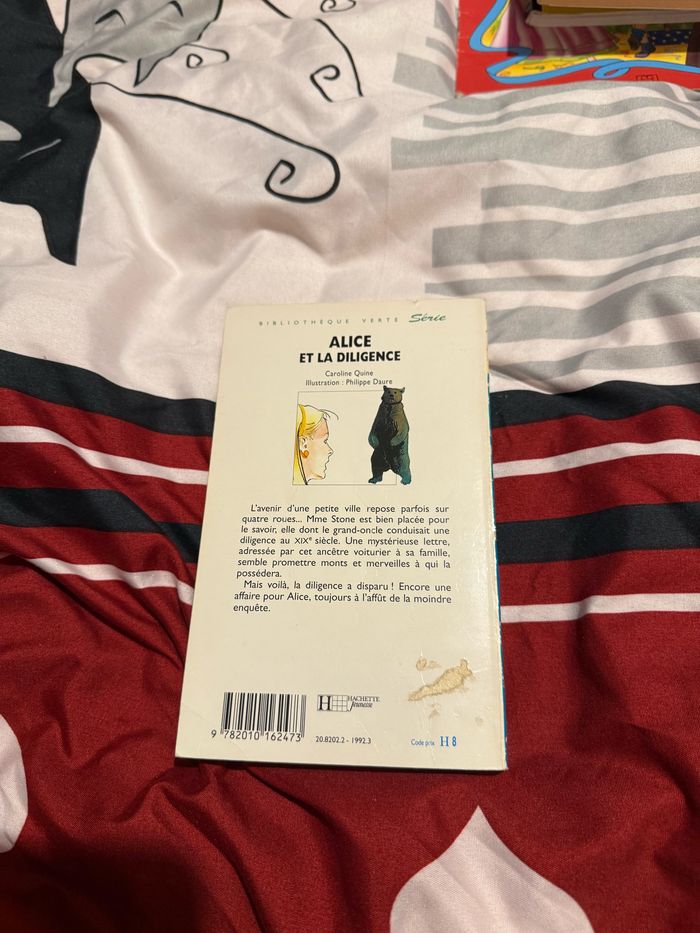 BIBLIOTHÈQUE VERTE Série
ALICE
ET LA DILIGENCE
Caroline Quine
Illustration : Philippe Daure
L'avenir d'une petite ville repose parfois sur
quatre roues... Mme Stone est bien placée pour
le savoir, elle dont le grand-oncle conduisait une
diligence au XIXe siècle. Une mystérieuse lettre,
adressée par cet ancêtre voiturier à sa famille,
semble promettre monts et merveilles à qui la
possédera.
Mais voilà, la diligence a disparu ! Encore une
affaire pour Alice, toujours à l'affût de la moindre
enquête.
H HACHETTE
Jeunesse
9 782010 162473
20.8202.2 - 1992.3
Code prix H 8